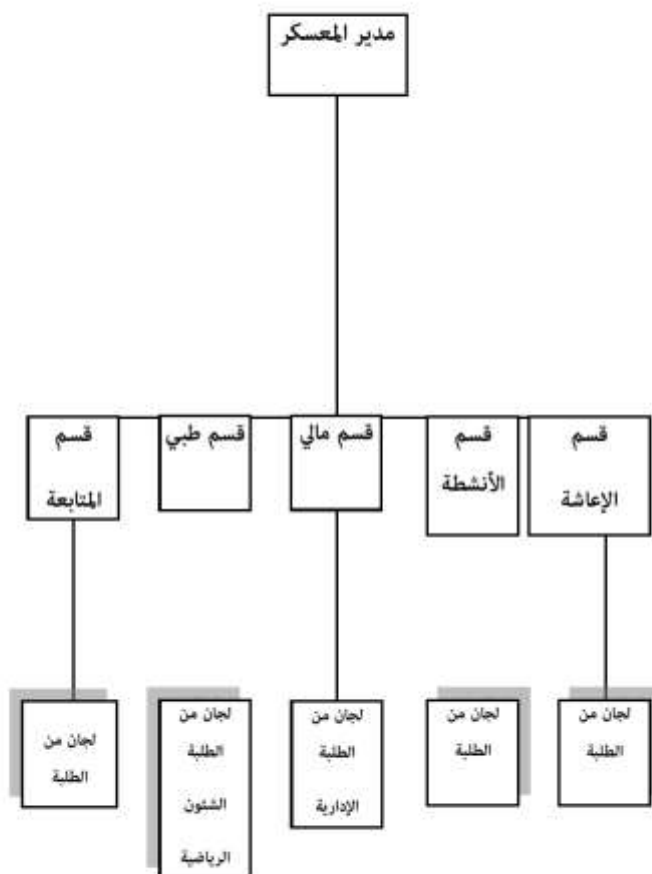 مدير المعسكر
قسم
الإعاشة
قسم
الأنشطة
قسم مالي
قسم طبي
قسم
المتابعة
لجان من
الطلبة
لجان من
الطلبة
لجان من
الطلبة
الإدارية
لجان من
الطلبة
الشئون
الرياضية
لجان من
الطلبة